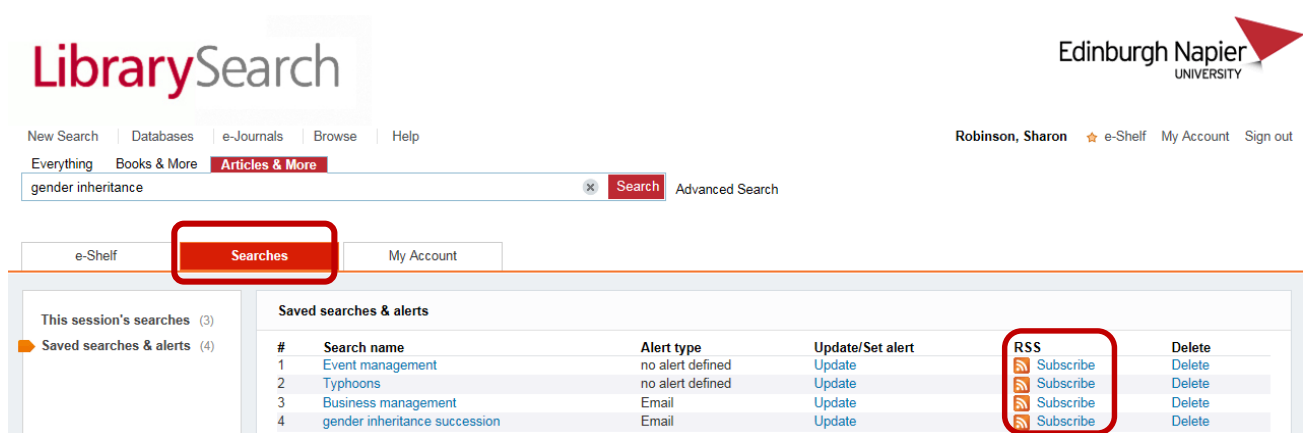 LibrarySearch
Edinburgh Napier
UNIVERSITY
New Search Databases e-Journals Browse Help
Robinson, Sharon e-Shelf My Account Sign out
Everything Books & More Articles & More
gender inheritance Search Advanced Search
e-Shelf Searches My Account
This session's searches (3)
Saved searches & alerts (4)
Saved searches & alerts
# Search name Alert type Update/Set alert RSS Delete
1 Event management no alert defined Update Subscribe Delete
2 Typhoons no alert defined Update Subscribe Delete
3 Business management Email Update Subscribe Delete
4 gender inheritance succession Email Update Subscribe Delete